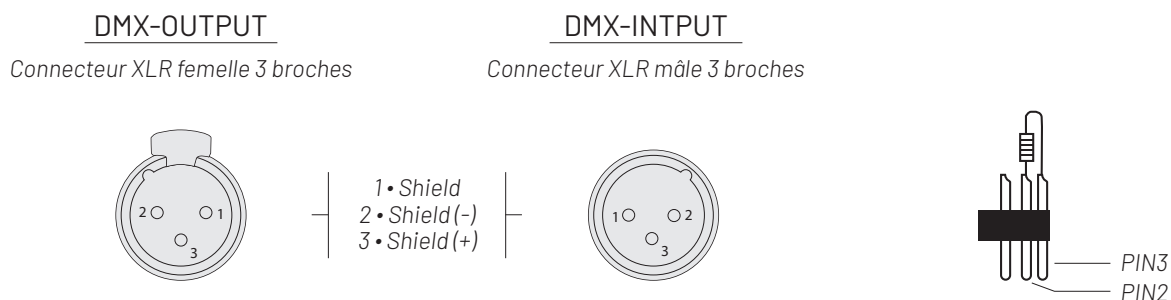 DMX-OUTPUT
Connecteur XLR femelle 3 broches
2 1
3
1 • Shield
2 • Shield (-)
3 • Shield (+)
DMX-INTPUT
Connecteur XLR mâle 3 broches
1 2
3
PIN3
PIN2